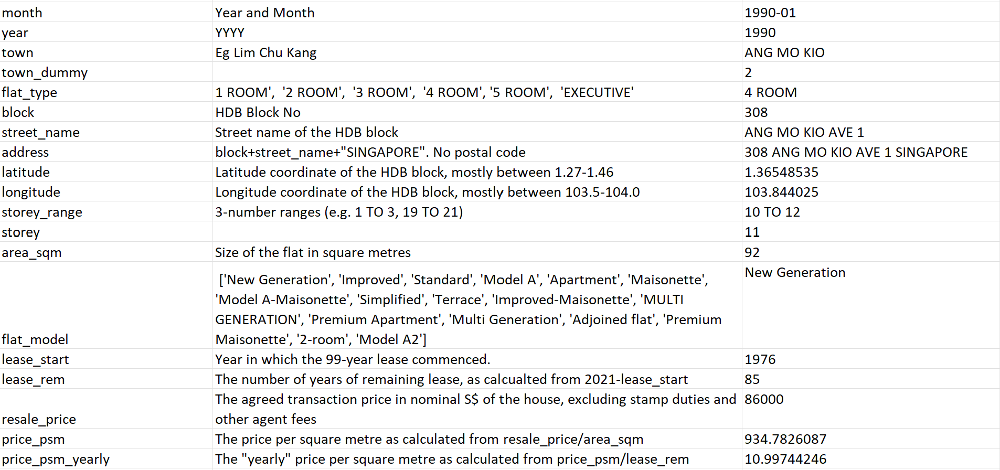 month Year and Month 1990-01
year YYYY 1990
town Eg Lim Chu Kang ANG MO KIO
town_dummy 2
flat_type 1 ROOM',  '2 ROOM',  '3 ROOM',  '4 ROOM', '5 ROOM',  'EXECUTIVE' 4 ROOM
block HDB Block No 308
street_name Street name of the HDB block ANG MO KIO AVE 1
address block+street_name+"SINGAPORE". No postal code 308 ANG MO KIO AVE 1 SINGAPORE
latitude Latitude coordinate of the HDB block, mostly between 1.27-1.46 1.36548535
longitude Longitude coordinate of the HDB block, mostly between 103.5-104.0 103.844025
storey_range 3-number ranges (e.g. 1 TO 3, 19 TO 21) 10 TO 12
storey 11
area_sqm Size of the flat in square metres 92
New Generation
['New Generation', 'Improved', 'Standard', 'Model A', 'Apartment', 'Maisonette',
'Model A-Maisonette', 'Simplified', 'Terrace', 'Improved-Maisonette', 'MULTI
GENERATION', 'Premium Apartment', 'Multi Generation', 'Adjoined flat', 'Premium
flat_model Maisonette', '2-room', 'Model A2']
lease_start Year in which the 99-year lease commenced. 1976
lease_rem The number of years of remaining lease, as calcualted from 2021-lease_start 85
The agreed transaction price in nominal S$ of the house, excluding stamp duties and 86000
resale_price other agent fees
price_psm The price per square metre as calculated from resale_price/area_sqm 934.7826087
price_psm_yearly The "yearly" price per square metre as calculated from price_psm/lease_rem 10.99744246